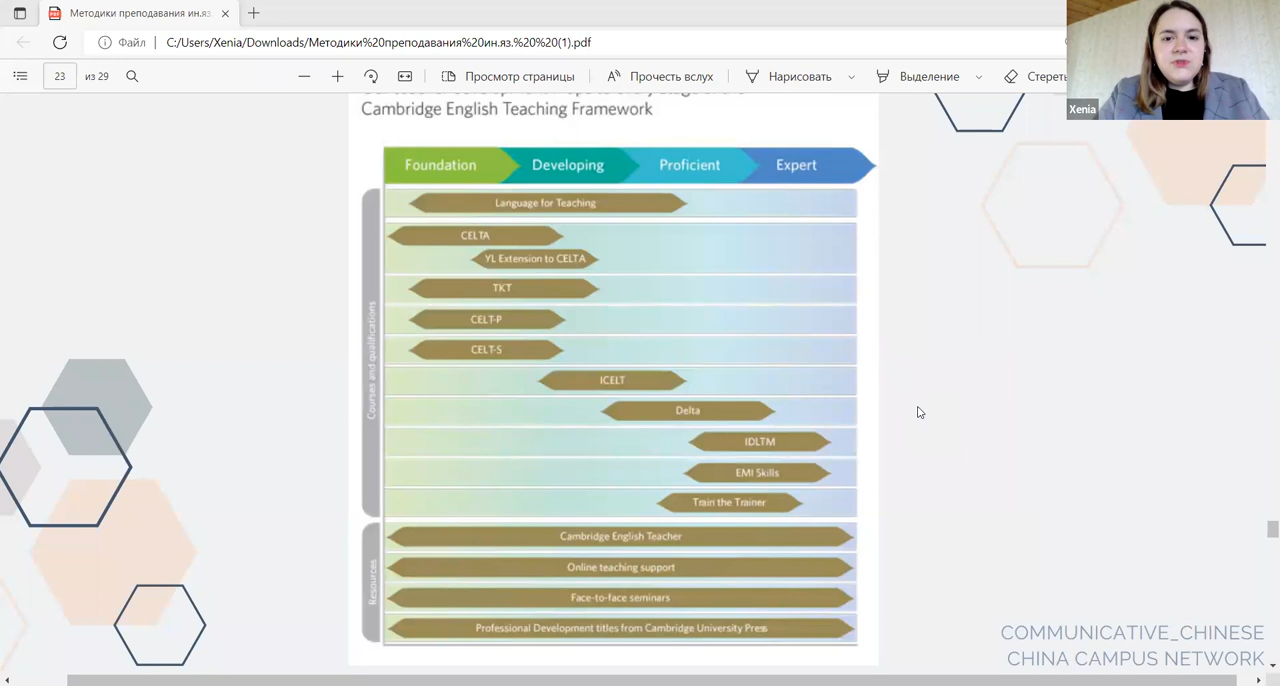 Методики преподавания ин.яз.
Файл
C:/Users/Xenia/Downloads/Методики%20преподавания%20ин.яз.%20%20(1).pdf
23
из 29
Просмотр страницы
Прочесть вслух
Нарисовать
Выделение
Стереть
Xenia
Cambridge English Teaching Framework
Foundation
Developing
Proficient
Expert
Courses and qualifications
Language for Teaching
CELTA
YL Extension to CELTA
TKT
CELT-P
CELT-S
ICELT
Delta
IDLTM
EMI Skills
Train the Trainer
Resources
Cambridge English Teacher
Online teaching support
Face-to-face seminars
Professional Development titles from Cambridge University Press
COMMUNICATIVE_CHINESE
CHINA CAMPUS NETWORK